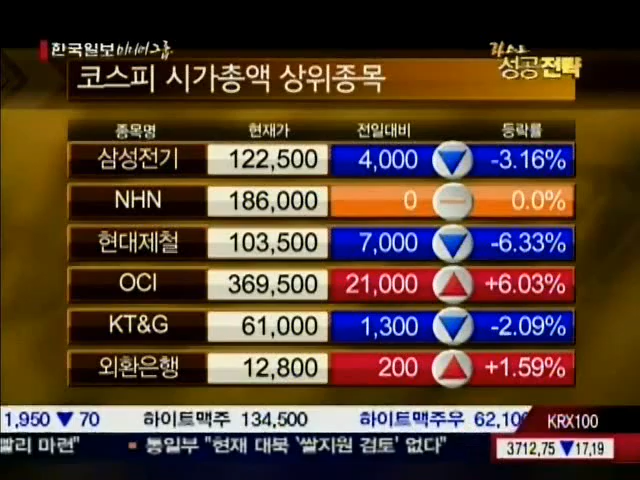 한국일보 미디어그룹
성공전략
코스피 시가총액 상위종목
종목명 현재가 전일대비 등락률
삼성전기 122,500 4,000 ▼ -3.16%
NHN 186,000 0 - 0.0%
현대제철 103,500 7,000 ▼ -6.33%
OCI 369,500 21,000 ▲ +6.03%
KT&G 61,000 1,300 ▼ -2.09%
외환은행 12,800 200 ▲ +1.59%
1,950 ▼ 70 하이트맥주 134,500 하이트맥주우 62,100 KRX100
빨리 마련" ▪ 통일부 "현재 대북 '쌀지원 검토' 없다" 3712,75 ▼17,19